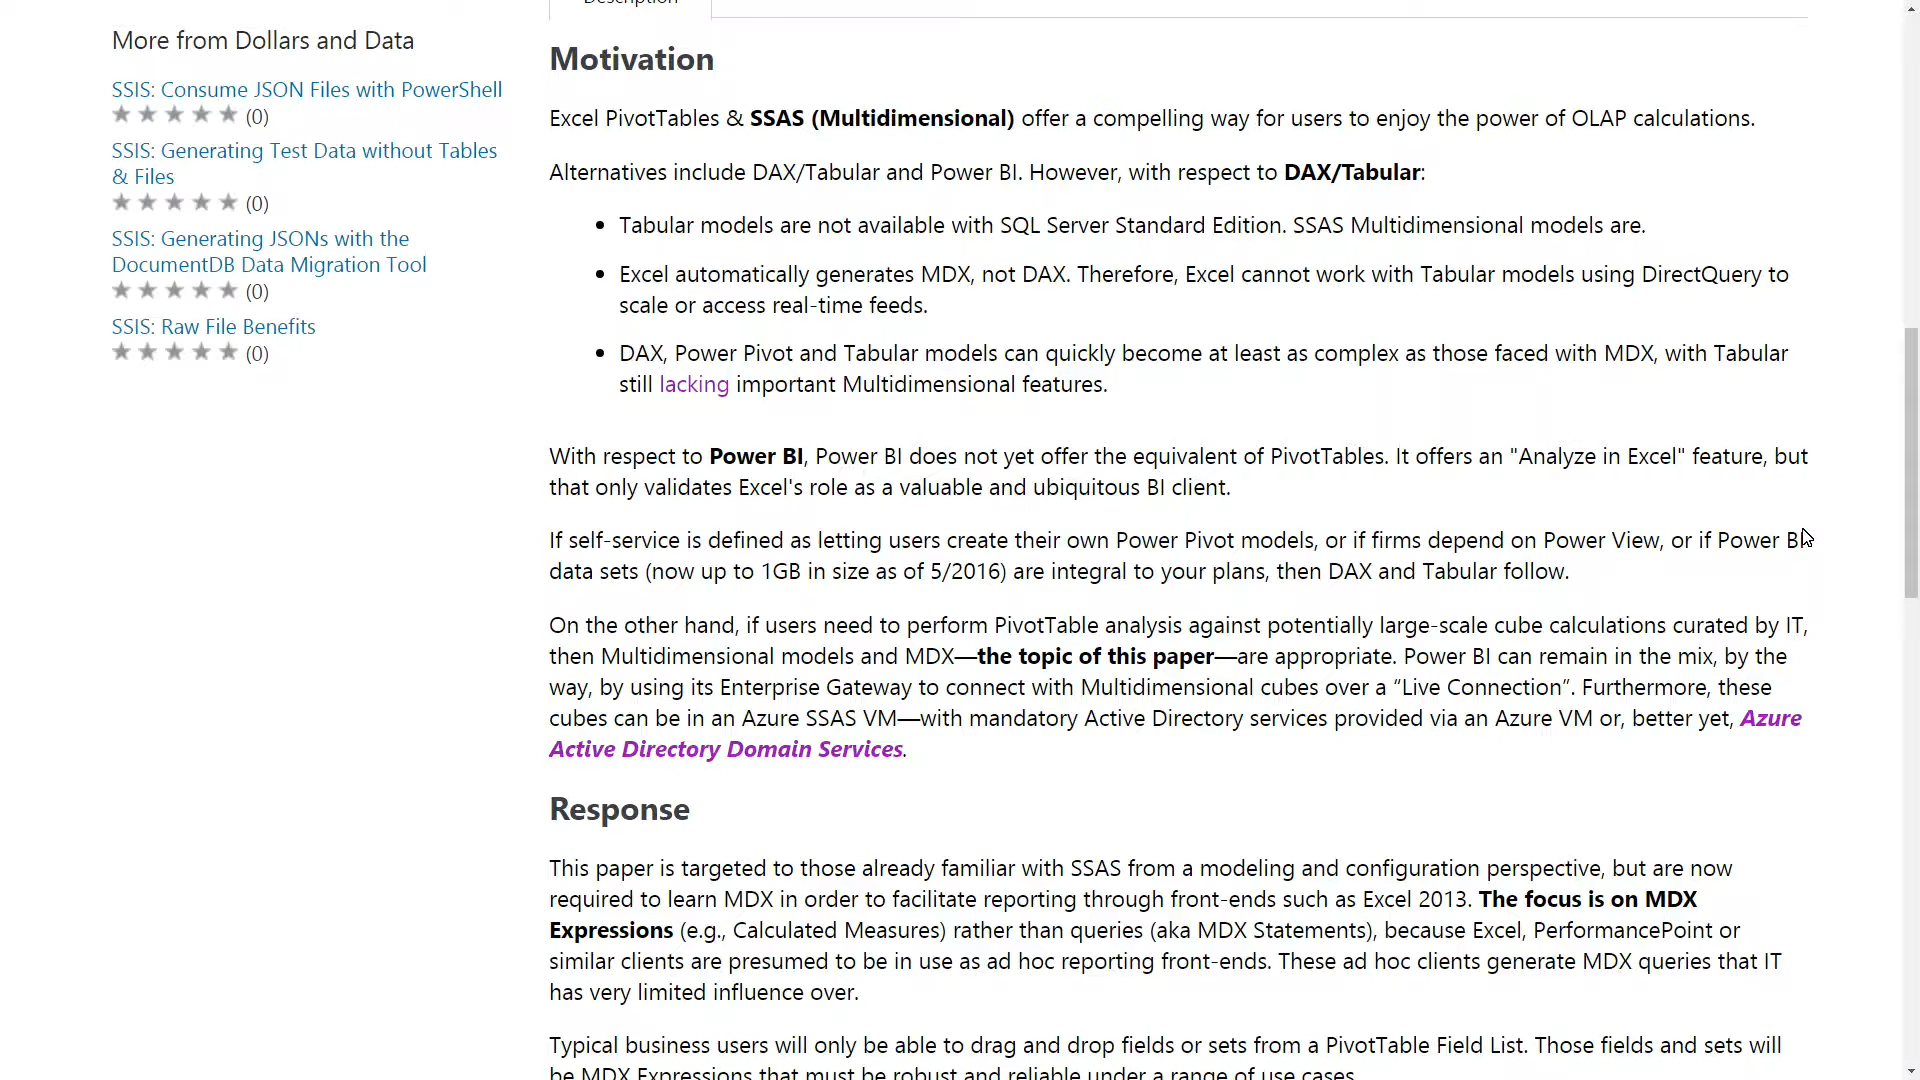 Description
More from Dollars and Data
SSIS: Consume JSON Files with PowerShell
(0)
SSIS: Generating Test Data without Tables
& Files
(0)
SSIS: Generating JSONs with the
DocumentDB Data Migration Tool
(0)
SSIS: Raw File Benefits
(0)
Motivation
Excel PivotTables & SSAS (Multidimensional) offer a compelling way for users to enjoy the power of OLAP calculations.
Alternatives include DAX/Tabular and Power BI. However, with respect to DAX/Tabular:
• Tabular models are not available with SQL Server Standard Edition. SSAS Multidimensional models are.
• Excel automatically generates MDX, not DAX. Therefore, Excel cannot work with Tabular models using DirectQuery to
scale or access real-time feeds.
• DAX, Power Pivot and Tabular models can quickly become at least as complex as those faced with MDX, with Tabular
still lacking important Multidimensional features.
With respect to Power BI, Power BI does not yet offer the equivalent of PivotTables. It offers an "Analyze in Excel" feature, but
that only validates Excel's role as a valuable and ubiquitous BI client.
If self-service is defined as letting users create their own Power Pivot models, or if firms depend on Power View, or if Power BI
data sets (now up to 1GB in size as of 5/2016) are integral to your plans, then DAX and Tabular follow.
On the other hand, if users need to perform PivotTable analysis against potentially large-scale cube calculations curated by IT,
then Multidimensional models and MDX—the topic of this paper—are appropriate. Power BI can remain in the mix, by the
way, by using its Enterprise Gateway to connect with Multidimensional cubes over a “Live Connection”. Furthermore, these
cubes can be in an Azure SSAS VM—with mandatory Active Directory services provided via an Azure VM or, better yet, Azure
Active Directory Domain Services.
Response
This paper is targeted to those already familiar with SSAS from a modeling and configuration perspective, but are now
required to learn MDX in order to facilitate reporting through front-ends such as Excel 2013. The focus is on MDX
Expressions (e.g., Calculated Measures) rather than queries (aka MDX Statements), because Excel, PerformancePoint or
similar clients are presumed to be in use as ad hoc reporting front-ends. These ad hoc clients generate MDX queries that IT
has very limited influence over.
Typical business users will only be able to drag and drop fields or sets from a PivotTable Field List. Those fields and sets will
be MDX Expressions that must be robust and reliable under a range of use cases.